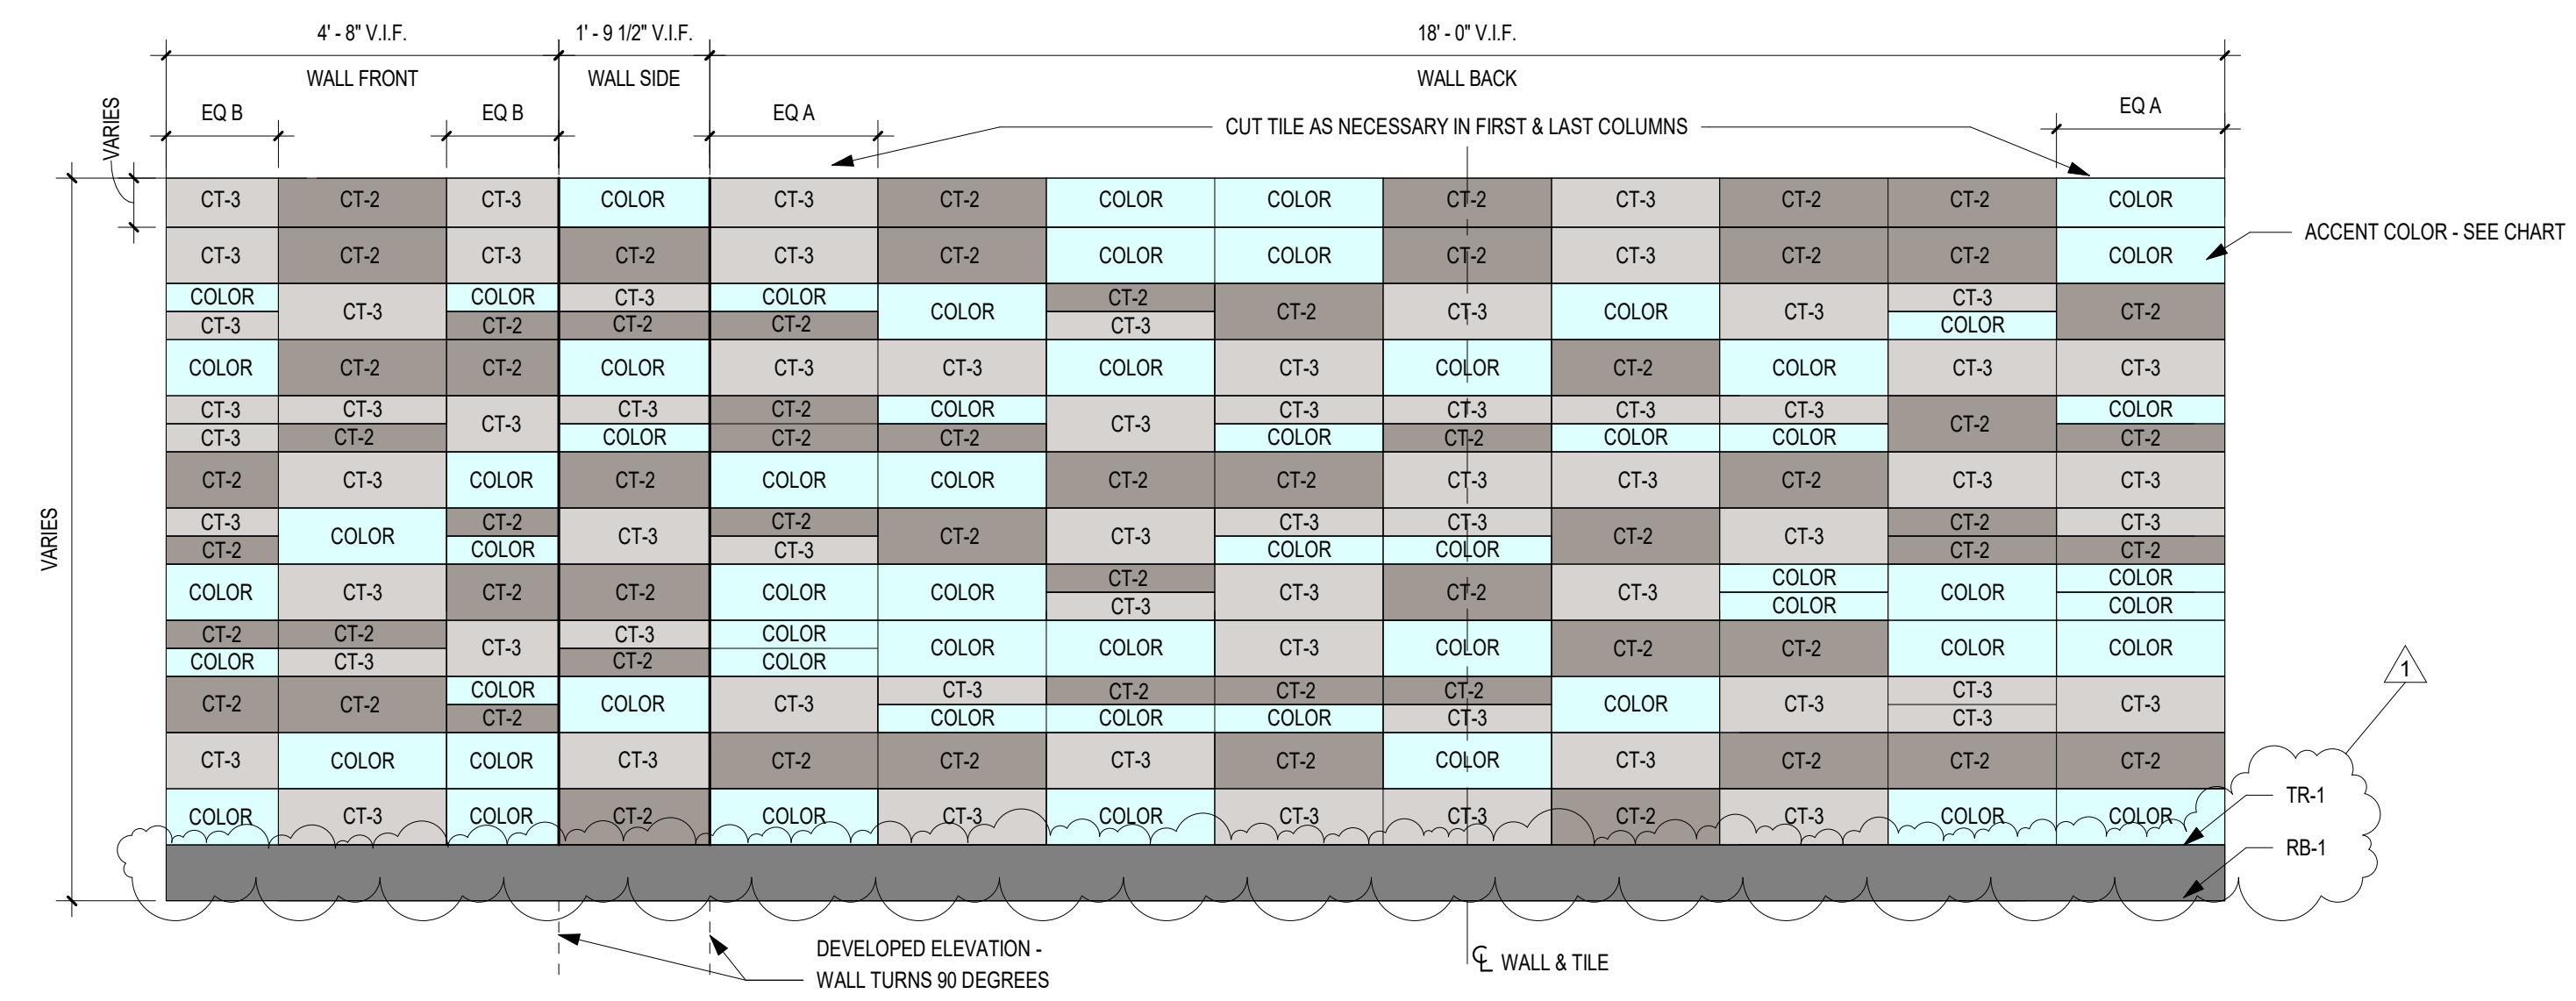 4' - 8" V.I.F. 1' - 9 1/2" V.I.F. 18' - 0" V.I.F.
WALL FRONT WALL SIDE WALL BACK
VARIES
EQ B EQ B EQ A EQ A
CUT TILE AS NECESSARY IN FIRST & LAST COLUMNS
CT-3 CT-2 CT-3 COLOR CT-3 CT-2 COLOR COLOR CT-2 CT-3 CT-2 CT-2 COLOR
ACCENT COLOR - SEE CHART
CT-3 CT-2 CT-3 CT-2 CT-3 CT-2 COLOR COLOR CT-2 CT-3 CT-2 CT-2 COLOR
COLOR COLOR CT-3 COLOR CT-2 CT-3
CT-3 COLOR CT-2 CT-3 COLOR CT-3 CT-2
CT-3 CT-2 CT-2 CT-2 CT-3 COLOR
COLOR CT-2 CT-2 COLOR CT-3 CT-3 COLOR CT-3 COLOR CT-2 COLOR CT-3 CT-3
CT-3 CT-3 CT-3 CT-2 COLOR CT-3 CT-3 CT-3 CT-3 COLOR
CT-3 CT-3 CT-2
CT-3 CT-2 COLOR CT-2 CT-2 COLOR CT-2 COLOR COLOR CT-2
CT-2 CT-3 COLOR CT-2 COLOR COLOR CT-2 CT-2 CT-3 CT-3 CT-2 CT-3 CT-3
VARIES
CT-3 CT-2 CT-2 CT-3 CT-3 CT-2 CT-3
COLOR CT-3 CT-2 CT-3 CT-2 CT-3
CT-2 COLOR CT-3 COLOR COLOR CT-2 CT-2
CT-2 COLOR COLOR
COLOR CT-3 CT-2 CT-2 COLOR COLOR CT-3 CT-2 CT-3 COLOR
CT-3 COLOR COLOR
CT-2 CT-2 CT-3 COLOR
CT-3 COLOR COLOR CT-3 COLOR CT-2 CT-2 COLOR COLOR
COLOR CT-3 CT-2 COLOR
COLOR CT-3 CT-2 CT-2 CT-2 CT-3
CT-2 CT-2 COLOR CT-3 COLOR CT-3 CT-3
CT-2 COLOR COLOR COLOR CT-3 CT-3
1
CT-3 COLOR COLOR CT-3 CT-2 CT-2 CT-3 CT-2 COLOR CT-3 CT-2 CT-2 CT-2
COLOR CT-3 COLOR CT-2 COLOR CT-3 COLOR CT-3 CT-3 CT-2 CT-3 COLOR COLOR
TR-1
RB-1
DEVELOPED ELEVATION -
WALL TURNS 90 DEGREES
CL WALL & TILE